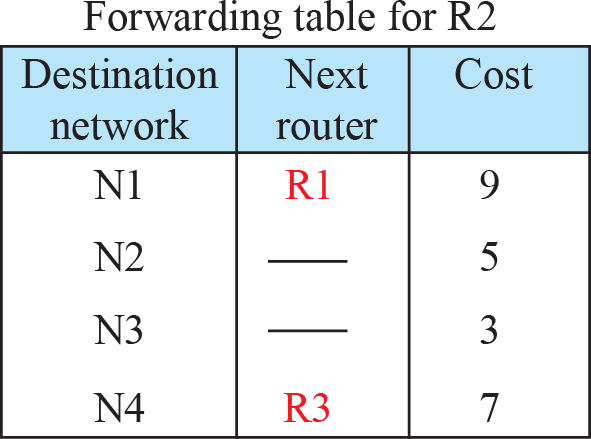 Forwarding table for R2
Destination network Next router Cost
N1 R1 9
N2 —— 5
N3 —— 3
N4 R3 7